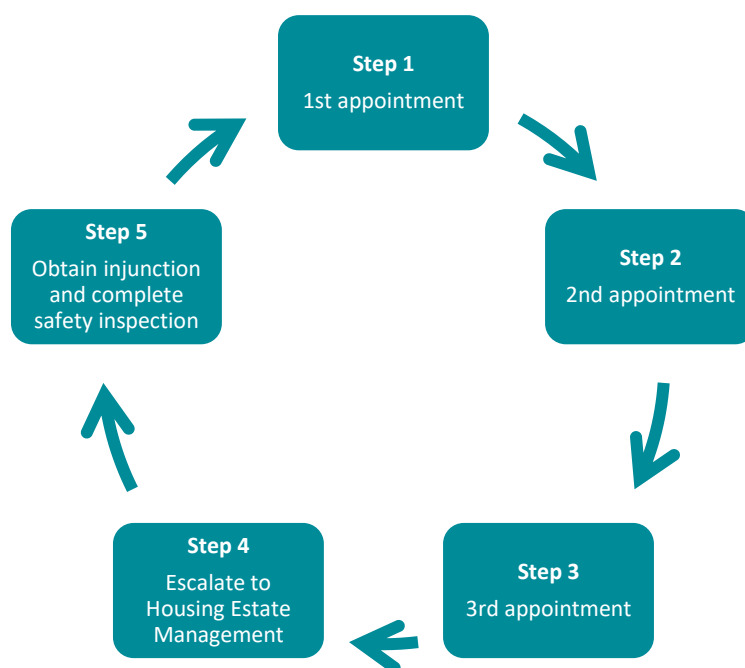 Step 1
1st appointment
Step 2
2nd appointment
Step 3
3rd appointment
Step 4
Escalate to
Housing Estate
Management
Step 5
Obtain injunction
and complete
safety inspection